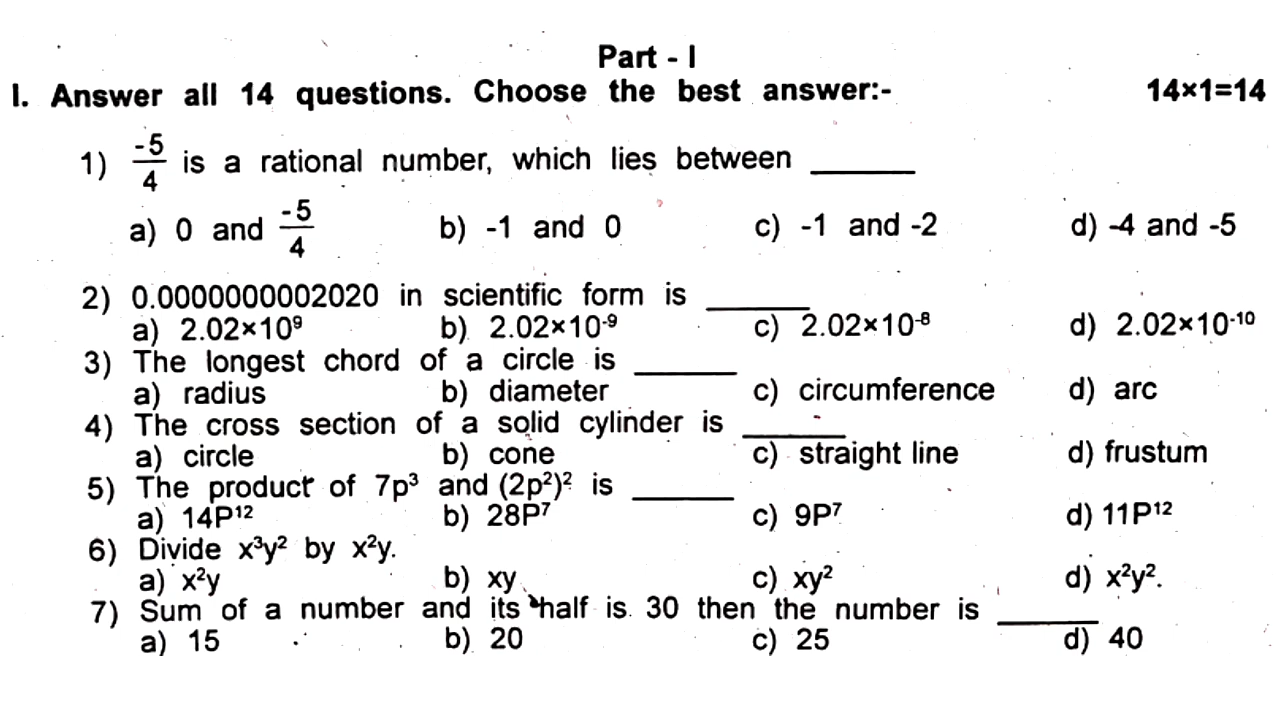 Part - I
I. Answer all 14 questions. Choose the best answer:- 14×1=14
1) -5/4 is a rational number, which lies between ______
a) 0 and -5/4 b) -1 and 0 c) -1 and -2 d) -4 and -5
2) 0.0000000002020 in scientific form is ______
a) 2.02×10⁹ b) 2.02×10⁻⁹ c) 2.02×10⁻⁸ d) 2.02×10⁻¹⁰
3) The longest chord of a circle is ______
a) radius b) diameter c) circumference d) arc
4) The cross section of a solid cylinder is ______
a) circle b) cone c) straight line d) frustum
5) The product of 7p³ and (2p²)² is ______
a) 14P¹² b) 28P⁷ c) 9P⁷ d) 11P¹²
6) Divide x³y² by x²y.
a) x²y b) xy c) xy² d) x²y².
7) Sum of a number and its half is 30 then the number is ______
a) 15 b) 20 c) 25 d) 40